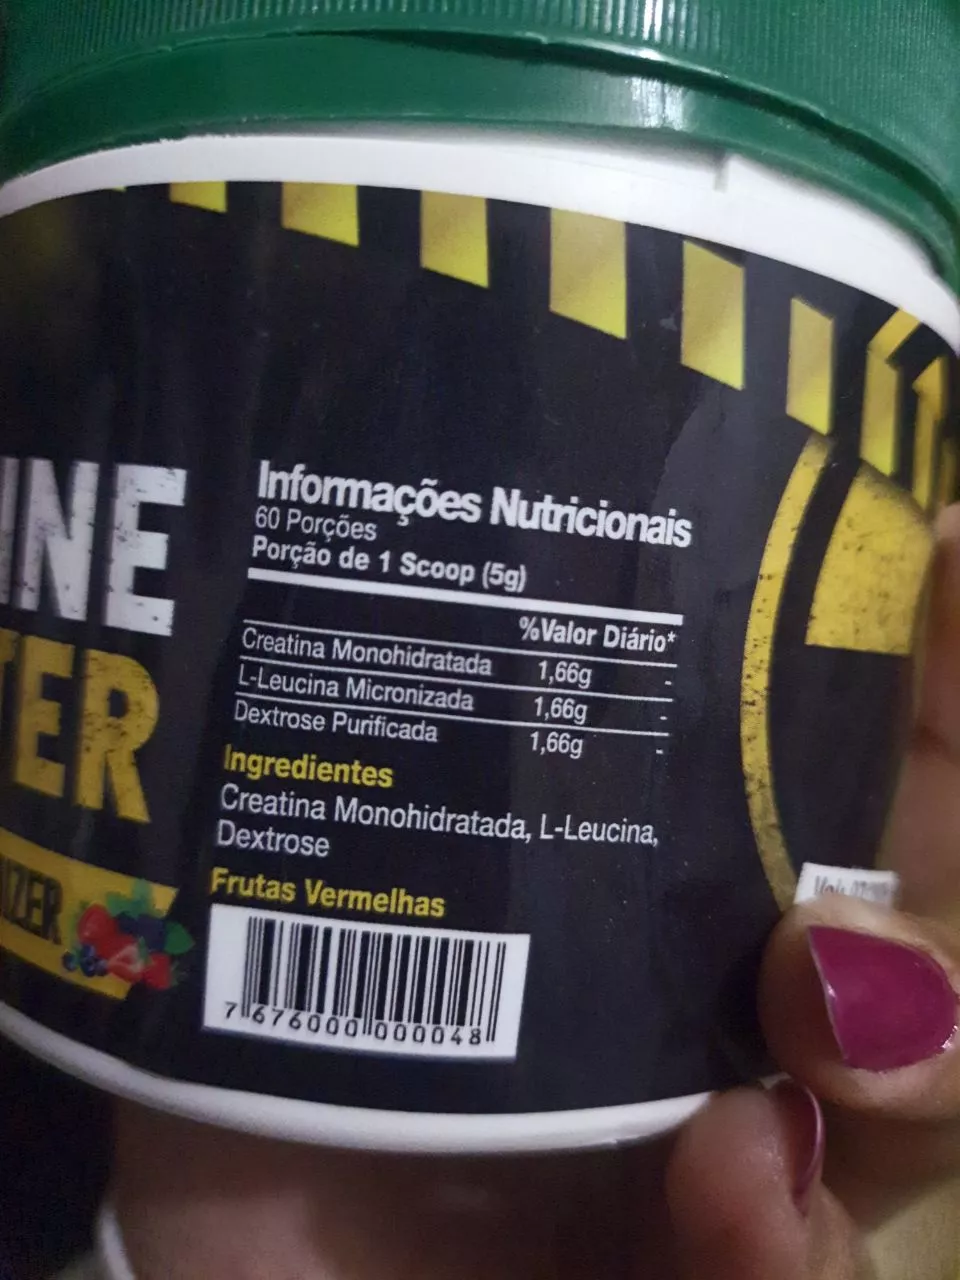 INE
TER
IZER
Informações Nutricionais
60 Porções
Porção de 1 Scoop (5g)
%Valor Diário*
Creatina Monohidratada 1,66g -
L-Leucina Micronizada 1,66g -
Dextrose Purificada 1,66g -
Ingredientes
Creatina Monohidratada, L-Leucina,
Dextrose
Frutas Vermelhas
7 676000 000048